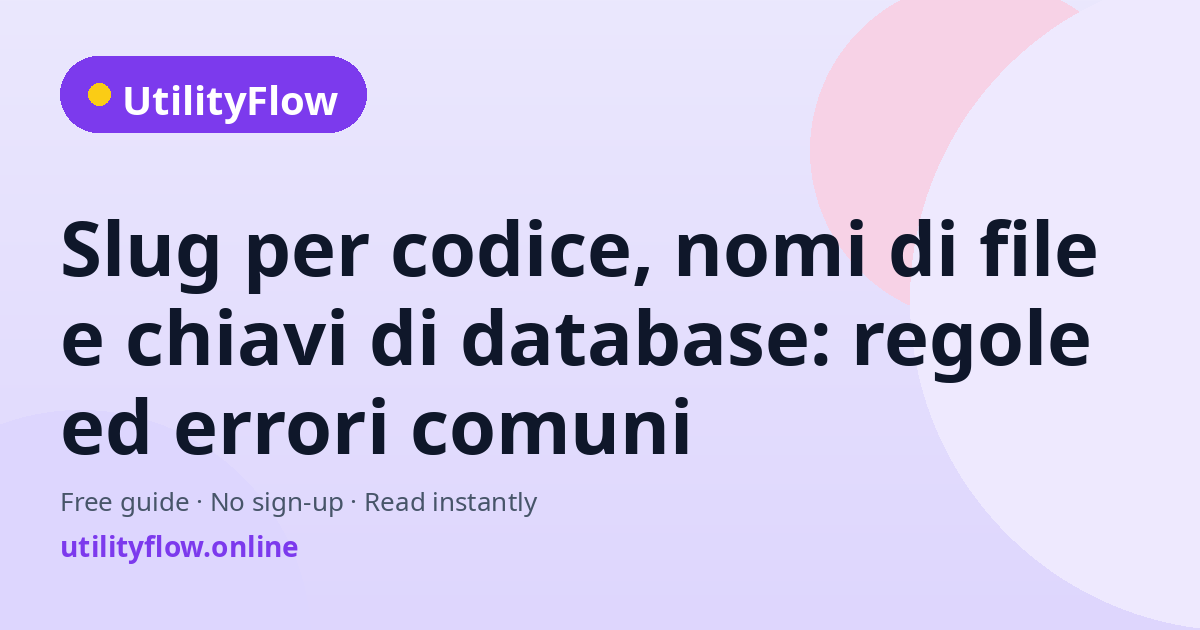 UtilityFlow
Slug per codice, nomi di file
e chiavi di database: regole
ed errori comuni
Free guide · No sign-up · Read instantly
utilityflow.online